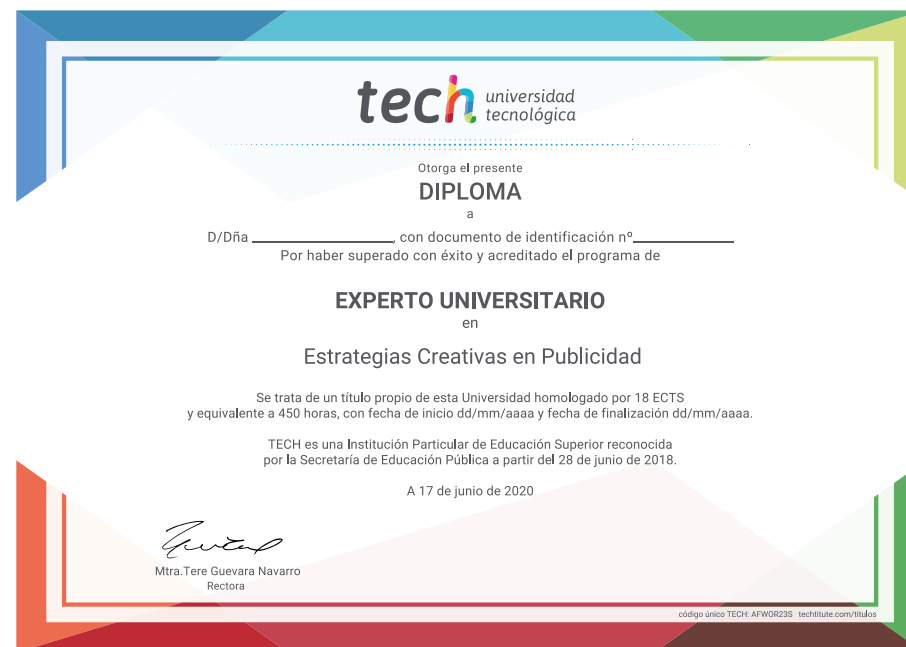 tech universidad
tecnológica
Otorga el presente
DIPLOMA
a
D/Dña ____________________, con documento de identificación nº______________
Por haber superado con éxito y acreditado el programa de
EXPERTO UNIVERSITARIO
en
Estrategias Creativas en Publicidad
Se trata de un título propio de esta Universidad homologado por 18 ECTS
y equivalente a 450 horas, con fecha de inicio dd/mm/aaaa y fecha de finalización dd/mm/aaaa.
TECH es una Institución Particular de Educación Superior reconocida
por la Secretaría de Educación Pública a partir del 28 de junio de 2018.
A 17 de junio de 2020
Mtra.Tere Guevara Navarro
Rectora
código único TECH: AFWOR23S techtitute.com/titulos